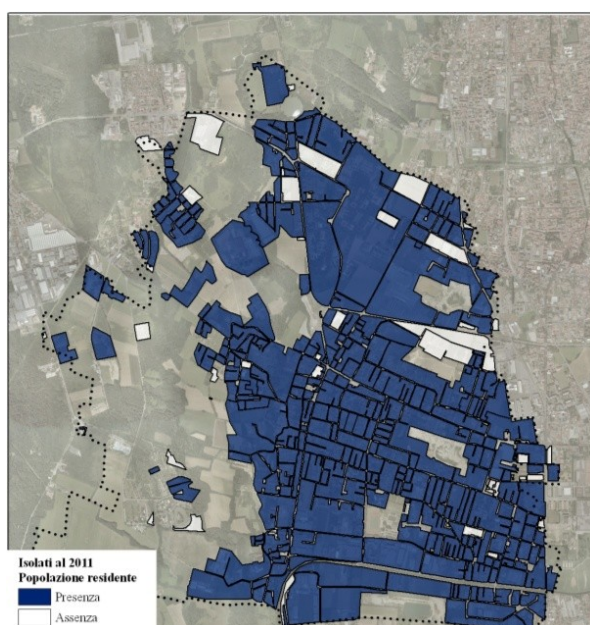 Isolati al 2011
Popolazione residente
Presenza
Assenza